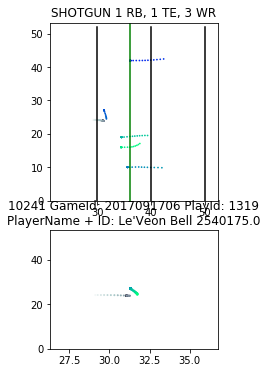 SHOTGUN 1 RB, 1 TE, 3 WR
50
40
30
20
10
0
30 40 50
10241 GameId: 2017091706 PlayId: 1319
PlayerName + ID: Le'Veon Bell 2540175.0
40
20
0
27.5 30.0 32.5 35.0